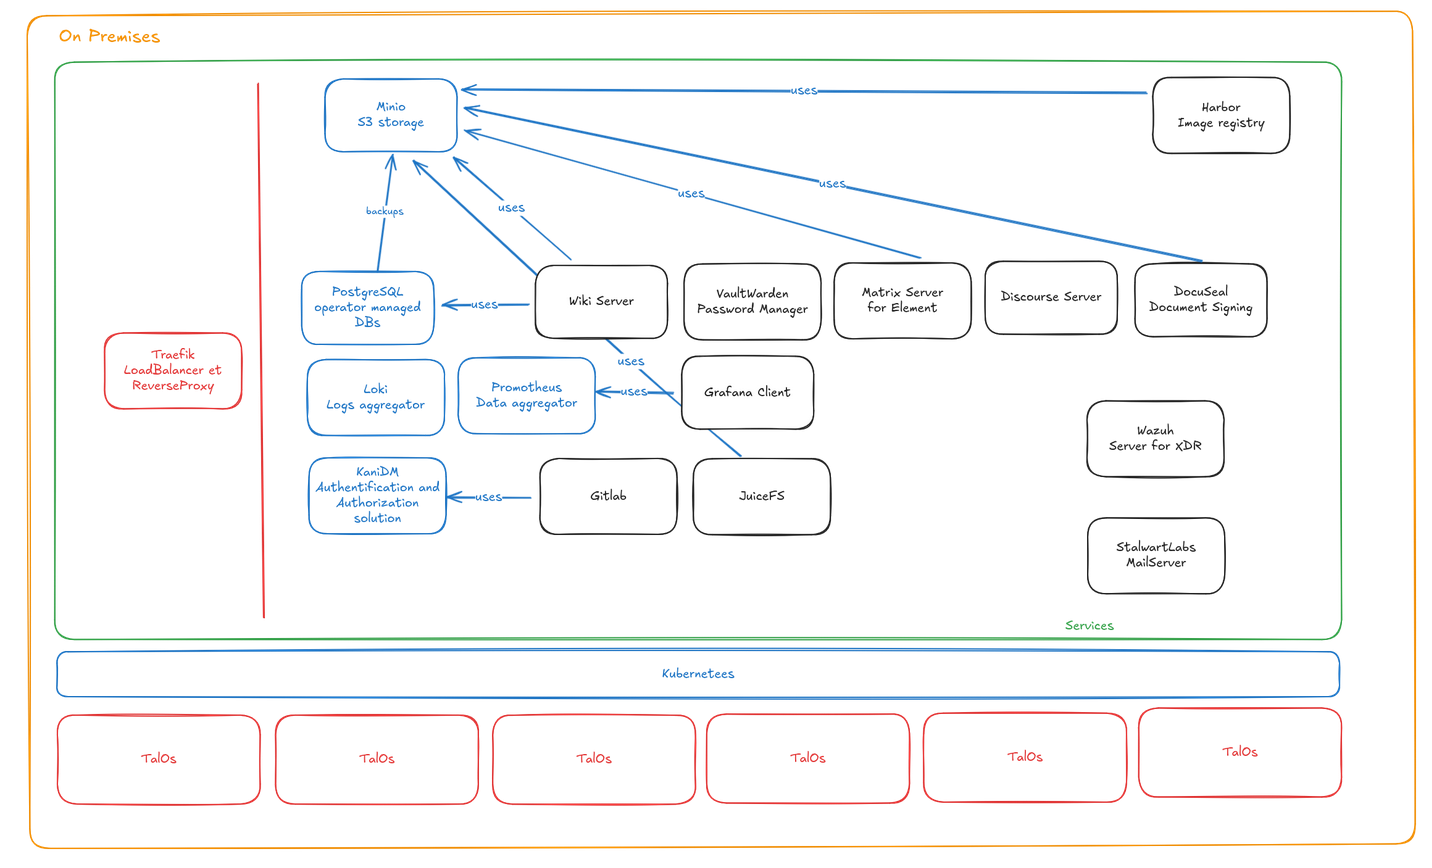 On Premises
Minio
S3 storage
uses
Harbor
Image registry
uses
uses
backups
uses
PostgreSQL
operator managed
DBs
uses
Wiki Server
VaultWarden
Password Manager
Matrix Server
for Element
Discourse Server
DocuSeal
Document Signing
Traefik
LoadBalancer et
ReverseProxy
uses
Loki
Logs aggregator
Promotheus
Data aggregator
uses
Grafana Client
Wazuh
Server for XDR
KaniDM
Authentification and
Authorization
solution
uses
Gitlab
JuiceFS
StalwartLabs
MailServer
Services
Kubernetees
TalOs
TalOs
TalOs
TalOs
TalOs
TalOs